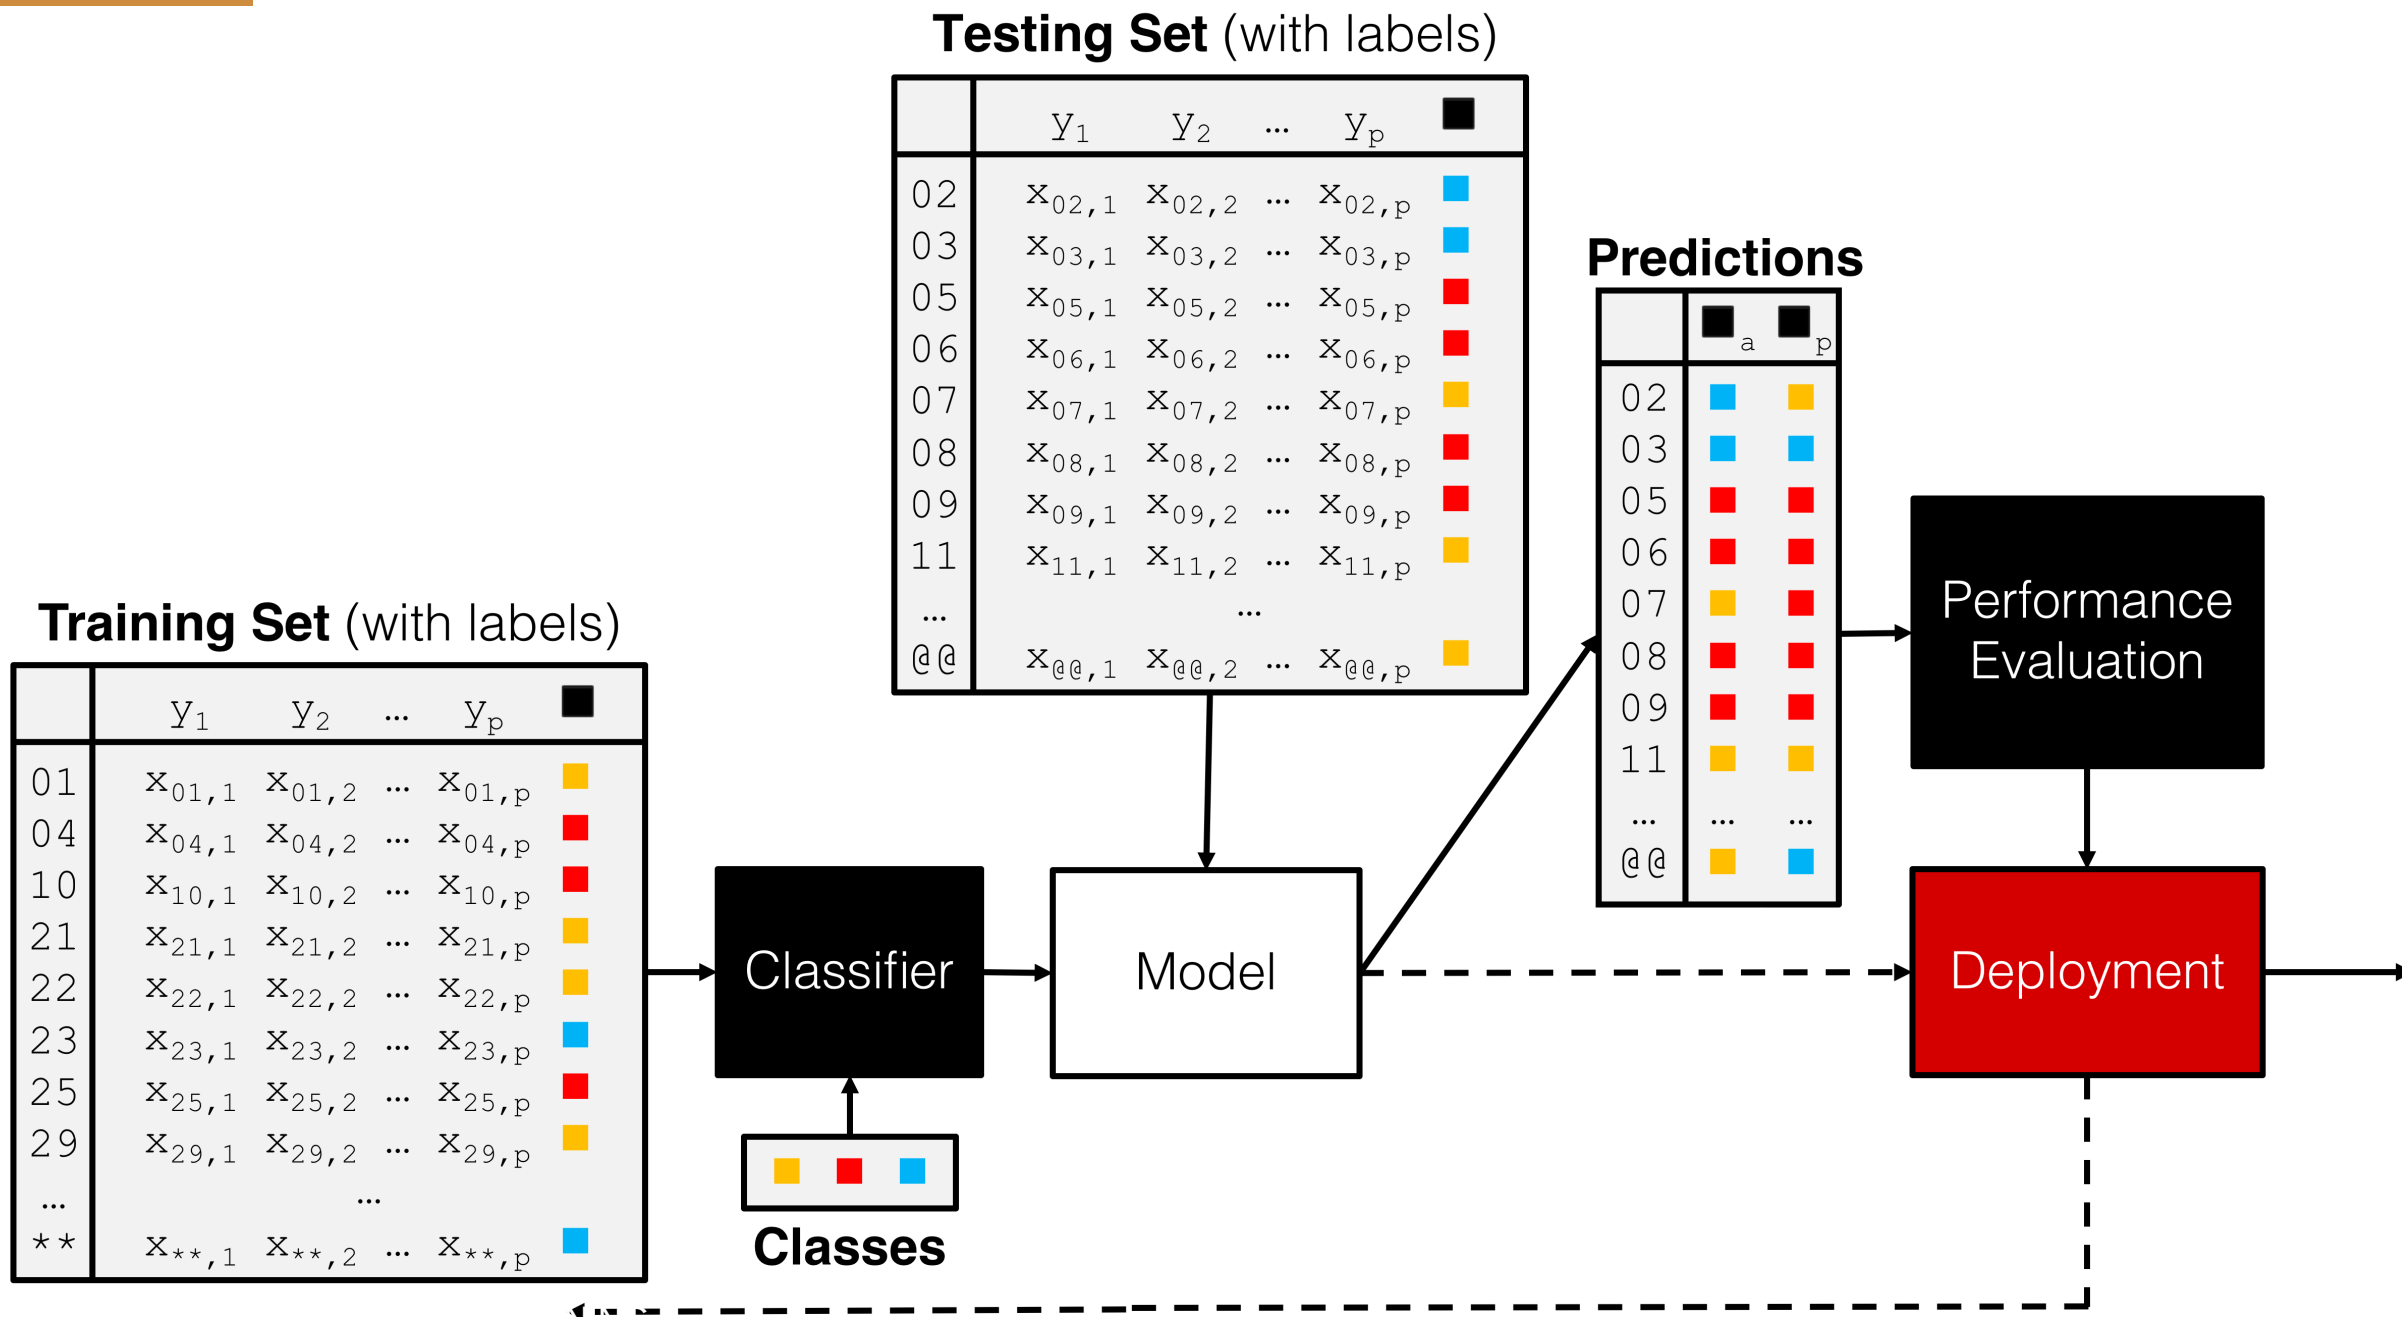 Testing Set (with labels)
y1 y2 … yp
02 x02,1 x02,2 … x02,p
03 x03,1 x03,2 … x03,p
05 x05,1 x05,2 … x05,p
06 x06,1 x06,2 … x06,p
07 x07,1 x07,2 … x07,p
08 x08,1 x08,2 … x08,p
09 x09,1 x09,2 … x09,p
11 x11,1 x11,2 … x11,p
… …
@@ x@@,1 x@@,2 … x@@,p
Predictions
a p
02
03
05
06
07
08
09
11
… … …
@@
Performance
Evaluation
Training Set (with labels)
y1 y2 … yp
01 x01,1 x01,2 … x01,p
04 x04,1 x04,2 … x04,p
10 x10,1 x10,2 … x10,p
21 x21,1 x21,2 … x21,p
22 x22,1 x22,2 … x22,p
23 x23,1 x23,2 … x23,p
25 x25,1 x25,2 … x25,p
29 x29,1 x29,2 … x29,p
… …
** x**,1 x**,2 … x**,p
Classifier
Model
Deployment
Classes